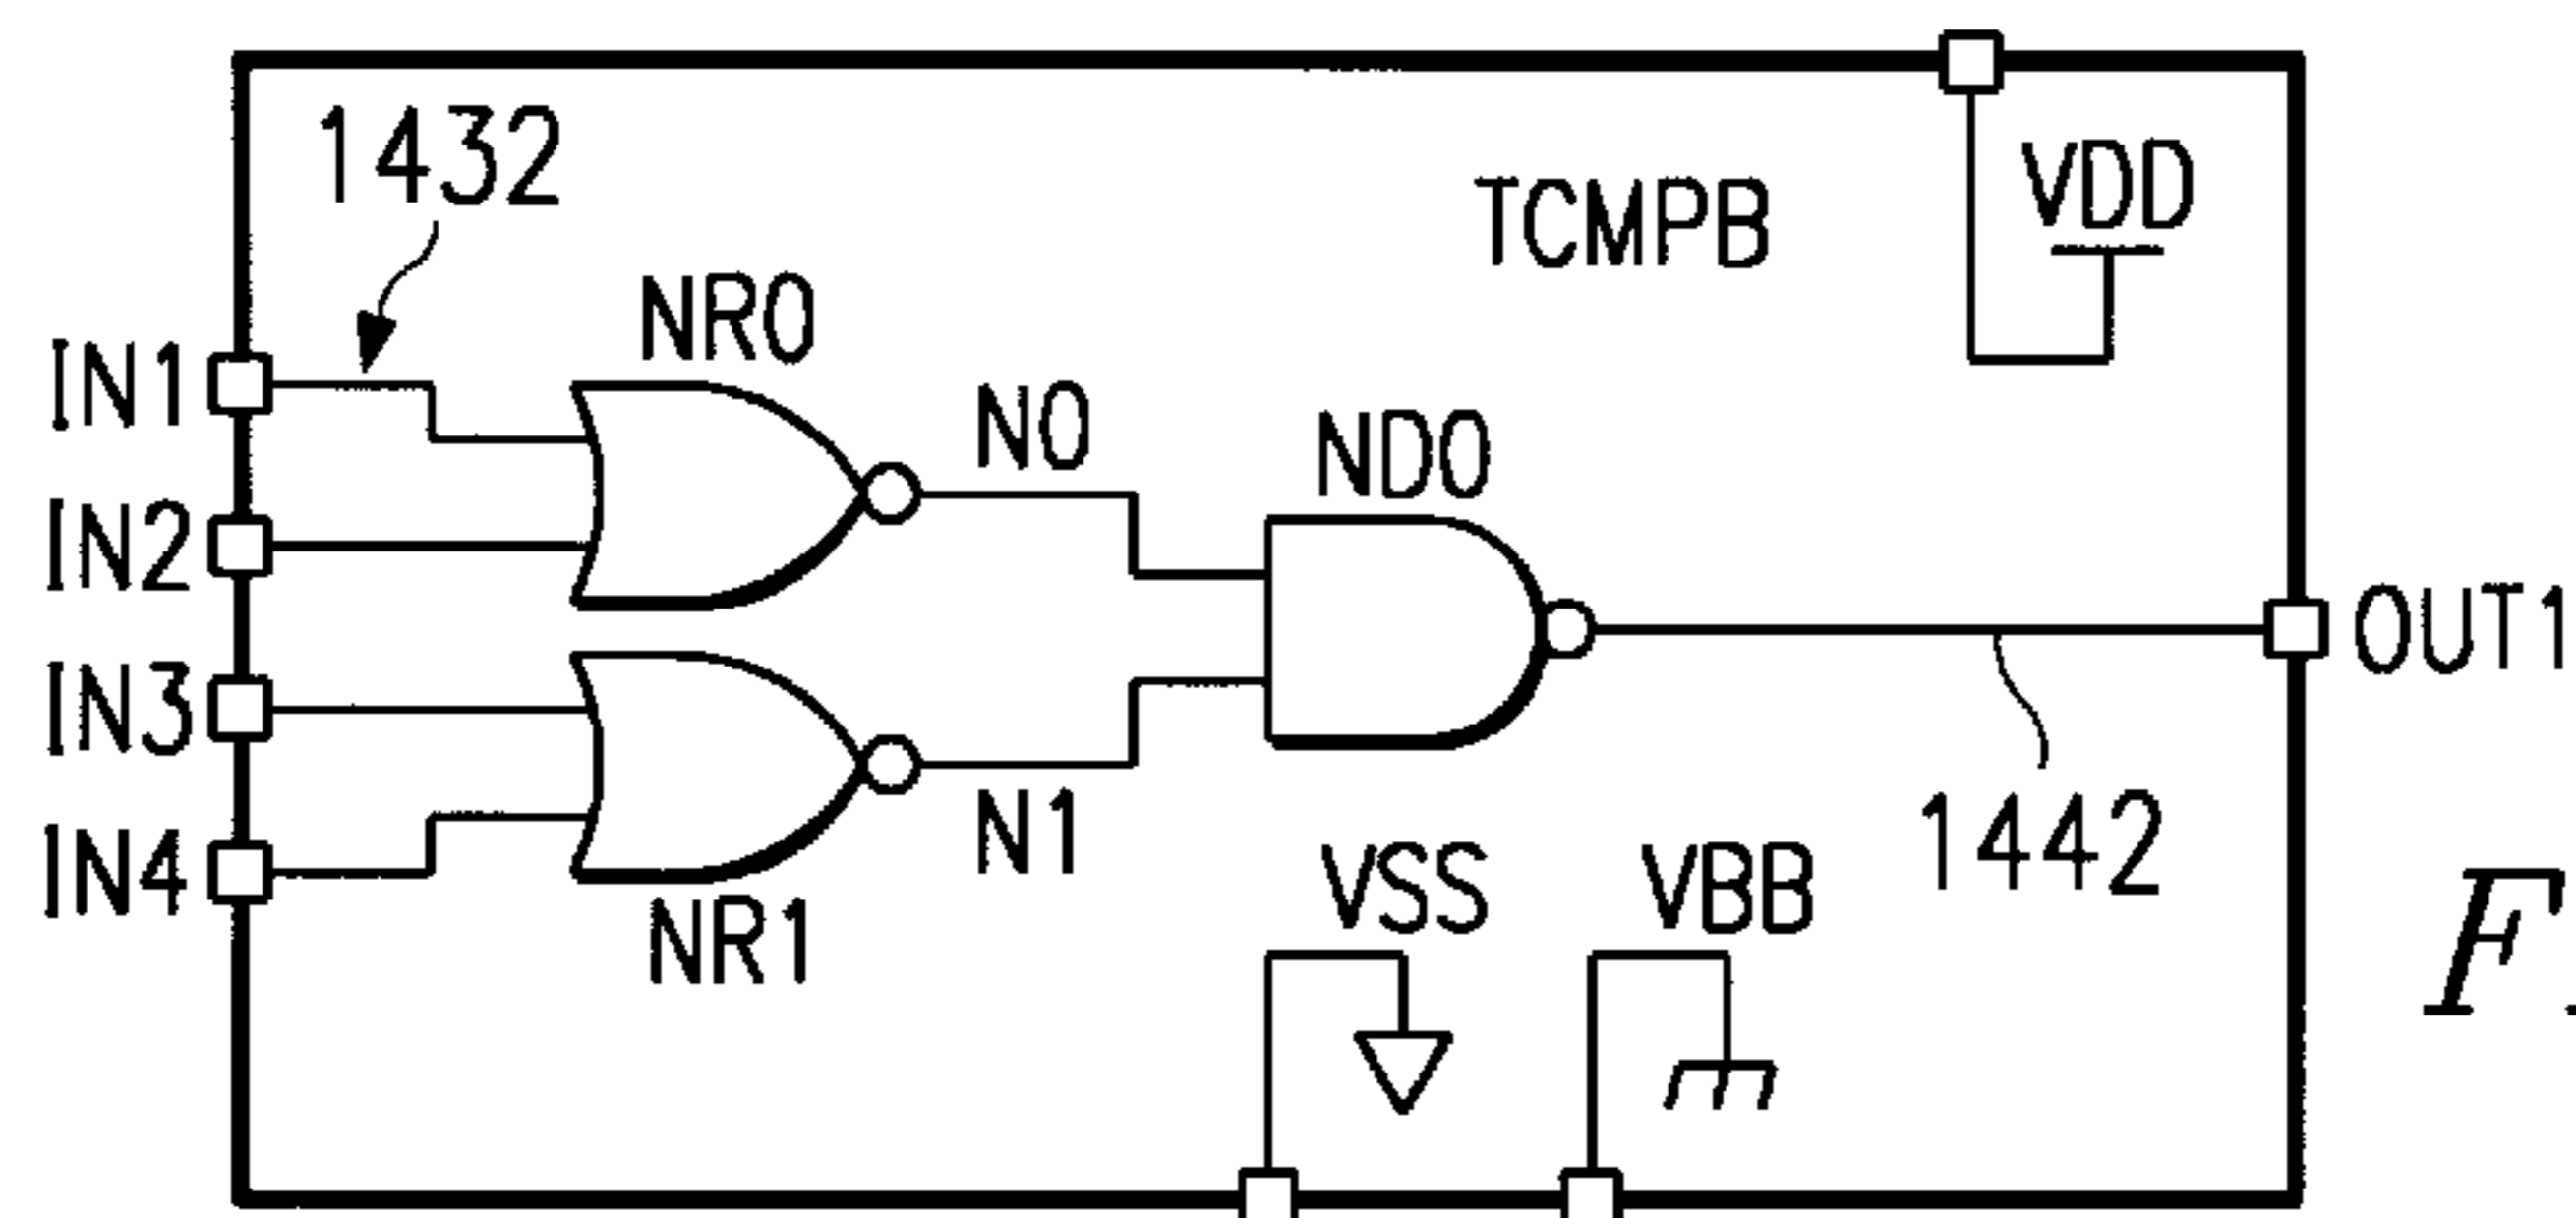 1432
TCMPB
VDD
NR0
IN1
N0
ND0
IN2
OUT1
IN3
IN4
N1
NR1
VSS
VBB
1442
F